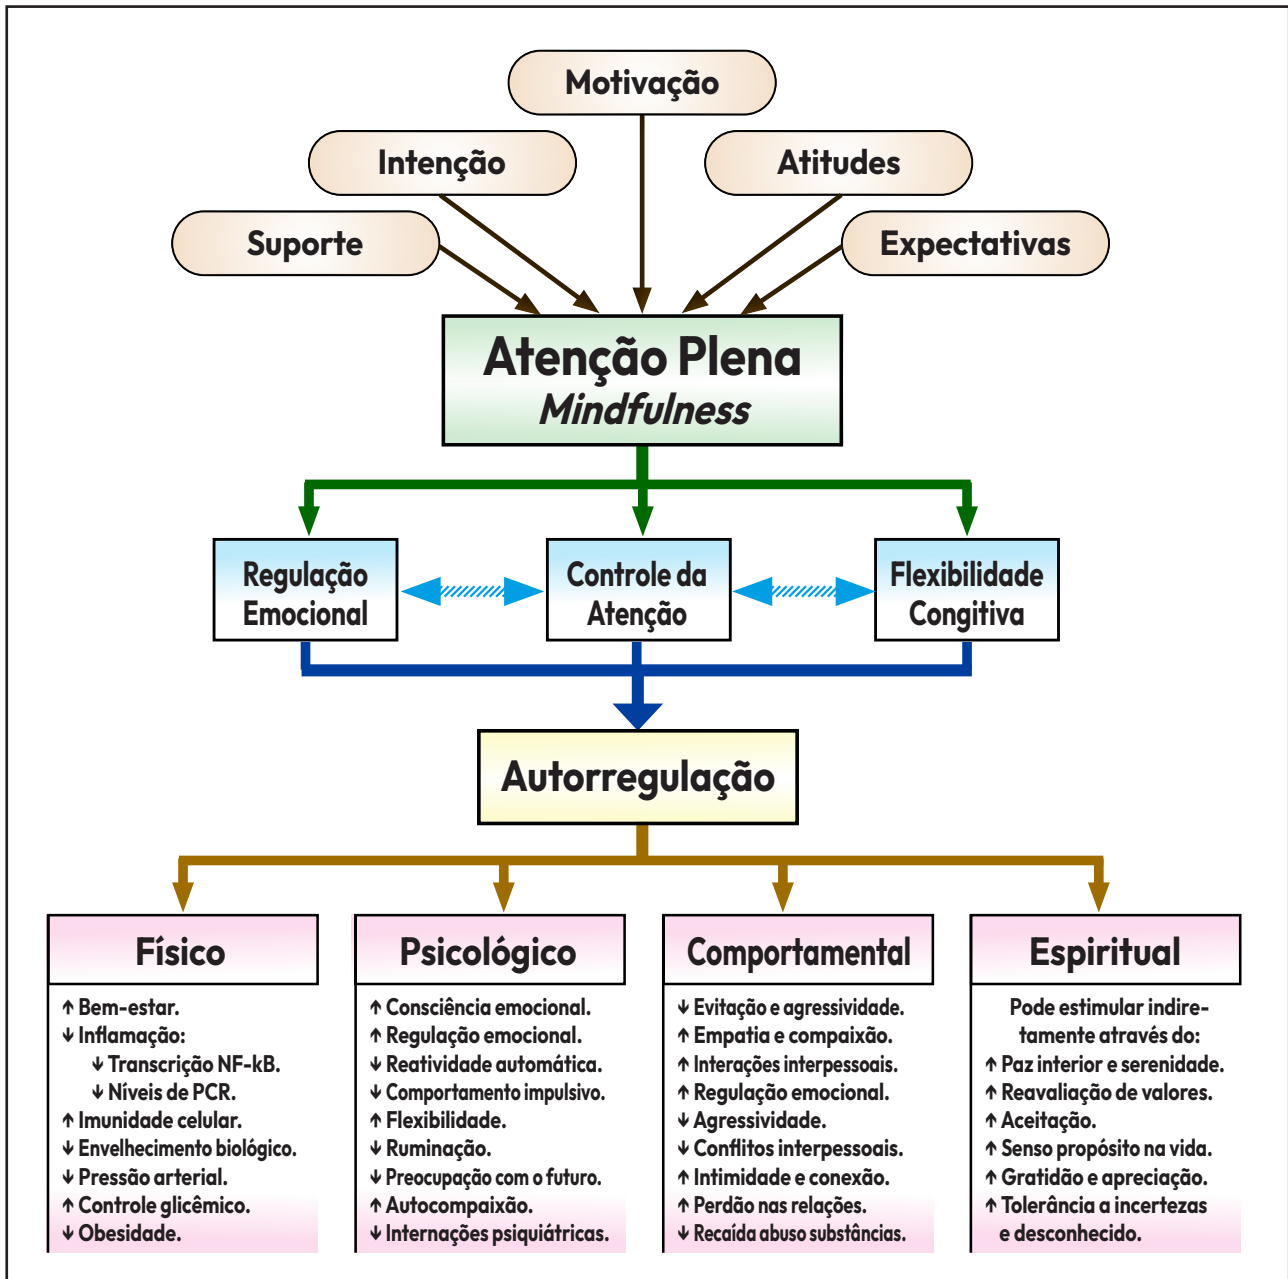 Motivação
Intenção
Atitudes
Suporte
Expectativas
Atenção Plena
Mindfulness
Regulação
Emocional
Controle da
Atenção
Flexibilidade
Congitiva
Autorregulação
Físico
↑ Bem-estar.
↓ Inflamação:
↓ Transcrição NF-kB.
↓ Níveis de PCR.
↑ Imunidade celular.
↓ Envelhecimento biológico.
↓ Pressão arterial.
↑ Controle glicêmico.
↓ Obesidade.
Psicológico
↑ Consciência emocional.
↑ Regulação emocional.
↓ Reatividade automática.
↓ Comportamento impulsivo.
↑ Flexibilidade.
↓ Ruminação.
↓ Preocupação com o futuro.
↑ Autocompaixão.
↓ Internações psiquiátricas.
Comportamental
↓ Evitação e agressividade.
↑ Empatia e compaixão.
↑ Interações interpessoais.
↑ Regulação emocional.
↓ Agressividade.
↓ Conflitos interpessoais.
↑ Intimidade e conexão.
↑ Perdão nas relações.
↓ Recaída abuso substâncias.
Espiritual
Pode estimular indire-
tamente através do:
↑ Paz interior e serenidade.
↑ Reavaliação de valores.
↑ Aceitação.
↑ Senso propósito na vida.
↑ Gratidão e apreciação.
↑ Tolerância a incertezas
e desconhecido.